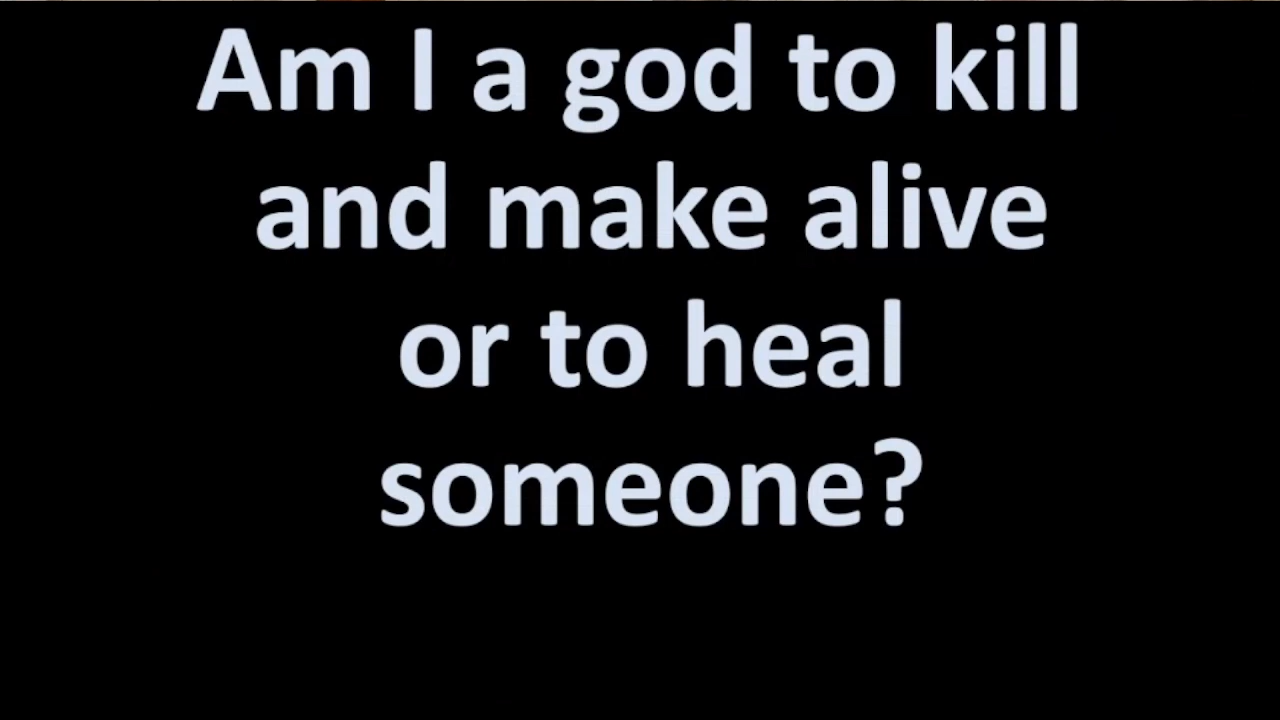 Am I a god to kill
and make alive
or to heal
someone?